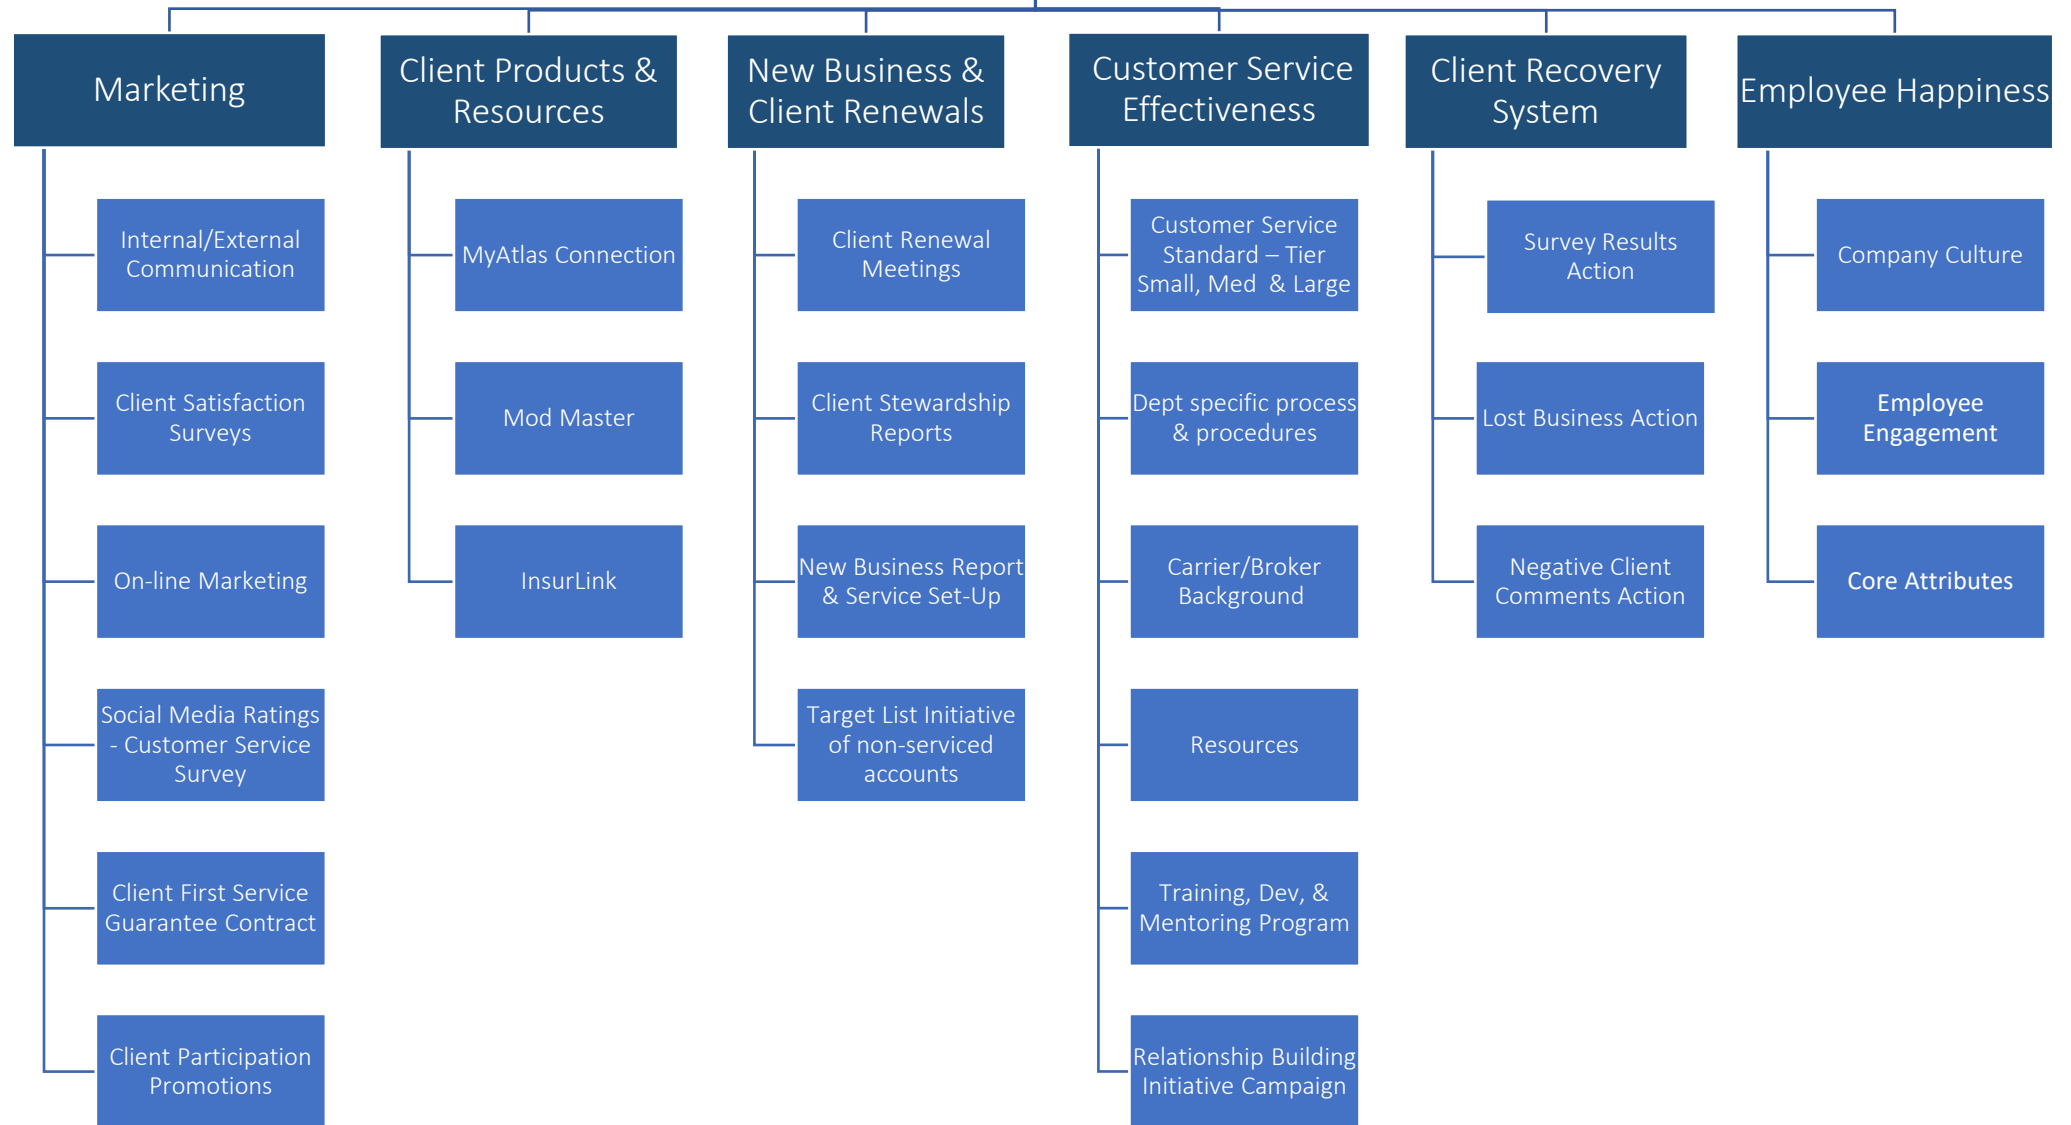 Marketing
Internal/External
Communication
Client Satisfaction
Surveys
On-line Marketing
Social Media Ratings
- Customer Service
Survey
Client First Service
Guarantee Contract
Client Participation
Promotions
Client Products &
Resources
MyAtlas Connection
Mod Master
InsurLink
New Business &
Client Renewals
Client Renewal
Meetings
Client Stewardship
Reports
New Business Report
& Service Set-Up
Target List Initiative
of non-serviced
accounts
Customer Service
Effectiveness
Customer Service
Standard – Tier
Small, Med & Large
Dept specific process
& procedures
Carrier/Broker
Background
Resources
Training, Dev, &
Mentoring Program
Relationship Building
Initiative Campaign
Client Recovery
System
Survey Results
Action
Lost Business Action
Negative Client
Comments Action
Employee Happiness
Company Culture
Employee
Engagement
Core Attributes